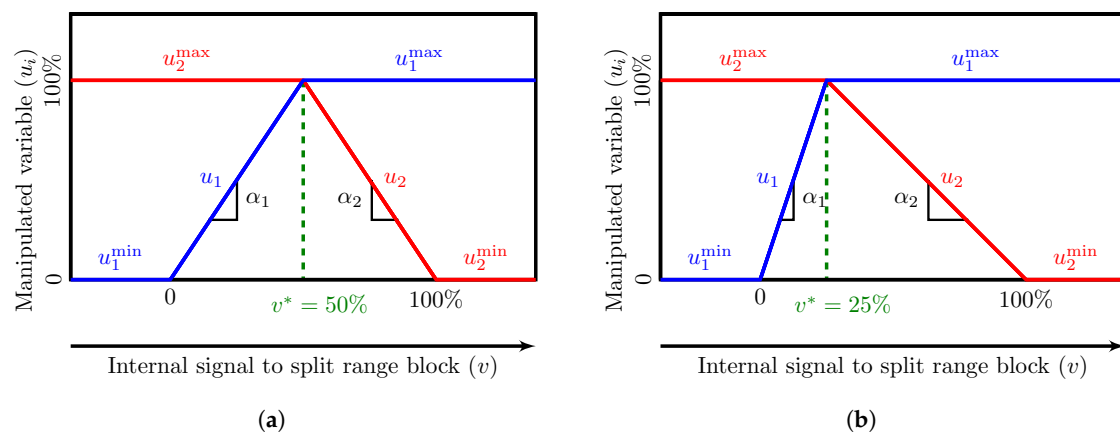 Manipulated variable (u_i)
100%
0
u_2^max
u_1^max
u_1
α_1
α_2
u_2
u_1^min
u_2^min
0
v* = 50%
100%
Internal signal to split range block (v)
(a)
Manipulated variable (u_i)
100%
0
u_2^max
u_1^max
u_1
α_1
α_2
u_2
u_1^min
u_2^min
0
v* = 25%
100%
Internal signal to split range block (v)
(b)